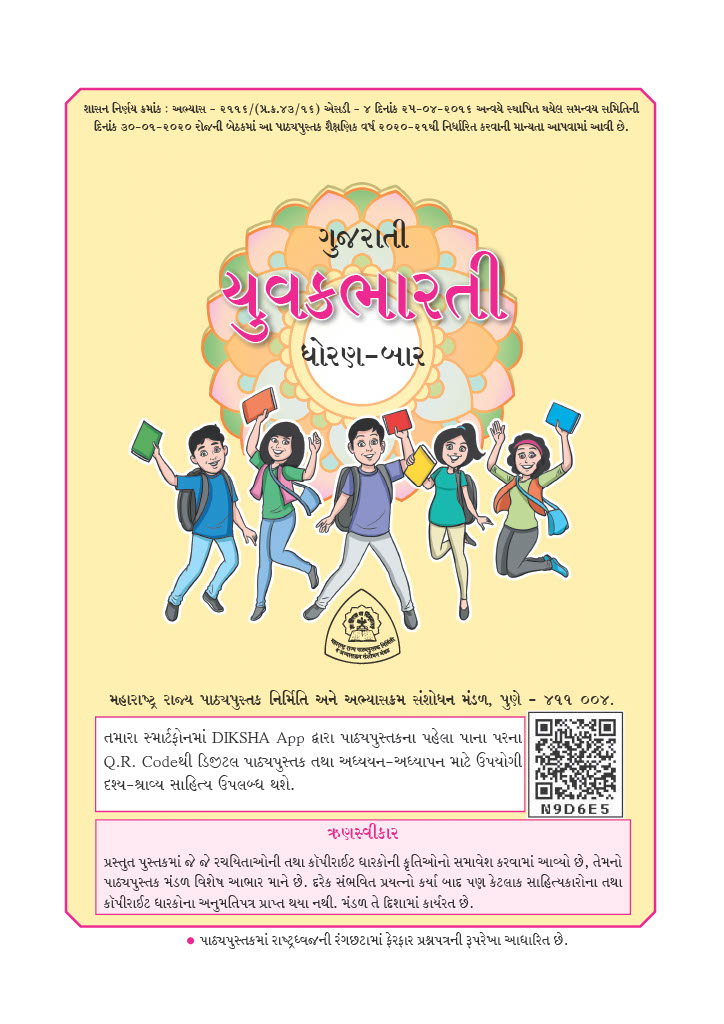 શાસન નિર્ણય ક્રમાંક : અભ્યાસ - ૨૧૧૬/(પ્ર.ક્ર.૪૩/૧૬) એસડી - ૪ દિનાંક ૨૫-૦૪-૨૦૧૬ અન્વયે સ્થાપિત થયેલ સમન્વય સમિતિની
દિનાંક ૩૦-૦૧-૨૦૨૦ રોજની બેઠકમાં આ પાઠ્યપુસ્તક શૈક્ષણિક વર્ષ ૨૦૨૦-૨૧થી નિર્ધારિત કરવાની માન્યતા આપવામાં આવી છે.
ગુજરાતી
યુવકભારતી
ધોરણ-બાર
મહારાષ્ટ્ર રાજ્ય પાઠ્યપુસ્તક નિર્મિતિ અને અભ્યાસક્રમ સંશોધન મંડળ, પુણે - ૪૧૧ ૦૦૪.
તમારા સ્માર્ટફોનમાં DIKSHA App દ્વારા પાઠ્યપુસ્તકના પહેલા પાના પરના
Q.R. Codeથી ડિજીટલ પાઠ્યપુસ્તક તથા અધ્યયન-અધ્યાપન માટે ઉપયોગી
દશ્ય-શ્રાવ્ય સાહિત્ય ઉપલબ્ધ થશે.
N9D6E5
ઋણસ્વીકાર
પ્રસ્તુત પુસ્તકમાં જે જે રચયિતાઓની તથા કૉપીરાઈટ ધારકોની કૃતિઓનો સમાવેશ કરવામાં આવ્યો છે, તેમનો
પાઠ્યપુસ્તક મંડળ વિશેષ આભાર માને છે. દરેક સંભવિત પ્રયત્નો કર્યા બાદ પણ કેટલાક સાહિત્યકારોના તથા
કૉપીરાઈટ ધારકોના અનુમતિપત્ર પ્રાપ્ત થયા નથી. મંડળ તે દિશામાં કાર્યરત છે.
● પાઠ્યપુસ્તકમાં રાષ્ટ્રધ્વજની રંગછટામાં ફેરફાર પ્રશ્નપત્રની રૂપરેખા આધારિત છે.